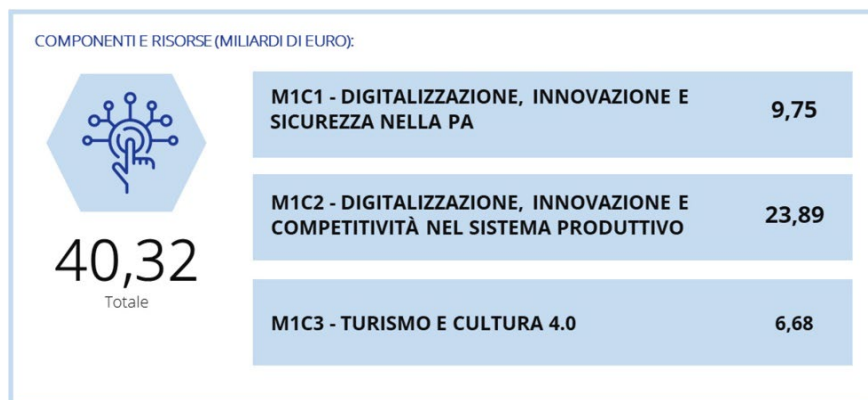 COMPONENTI E RISORSE (MILIARDI DI EURO):
M1C1 - DIGITALIZZAZIONE, INNOVAZIONE E
SICUREZZA NELLA PA
9,75
M1C2 - DIGITALIZZAZIONE, INNOVAZIONE E
COMPETITIVITÀ NEL SISTEMA PRODUTTIVO
23,89
40,32
Totale
M1C3 - TURISMO E CULTURA 4.0
6,68